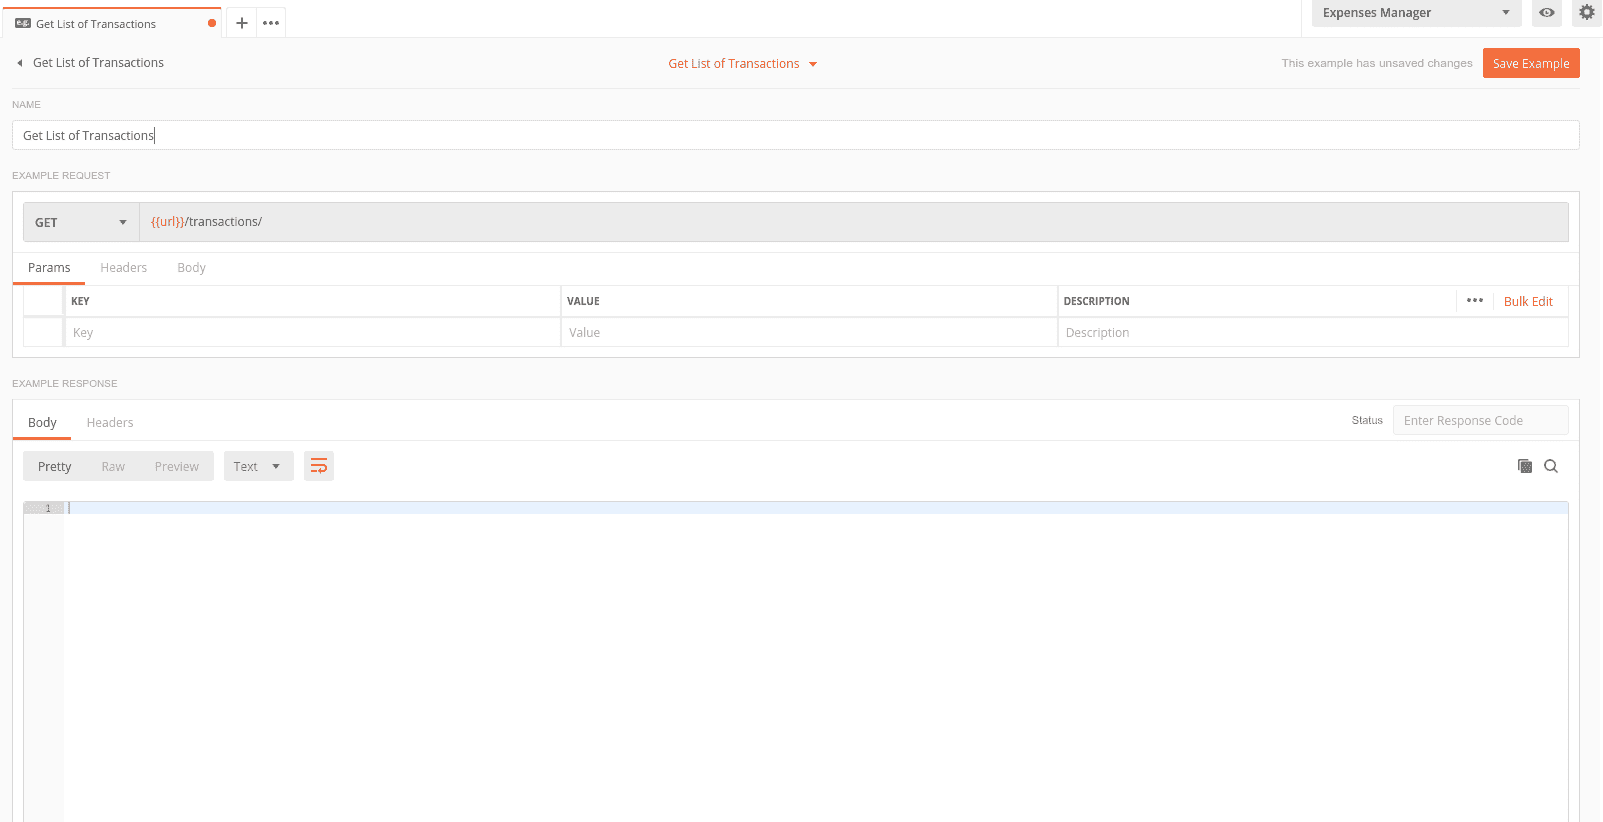 e.g. Get List of Transactions
Expenses Manager
Get List of Transactions
Get List of Transactions
This example has unsaved changes
Save Example
NAME
Get List of Transactions
EXAMPLE REQUEST
GET
{{url}}/transactions/
Params Headers Body
KEY VALUE DESCRIPTION Bulk Edit
Key Value Description
EXAMPLE RESPONSE
Body Headers
Status Enter Response Code
Pretty Raw Preview Text
1